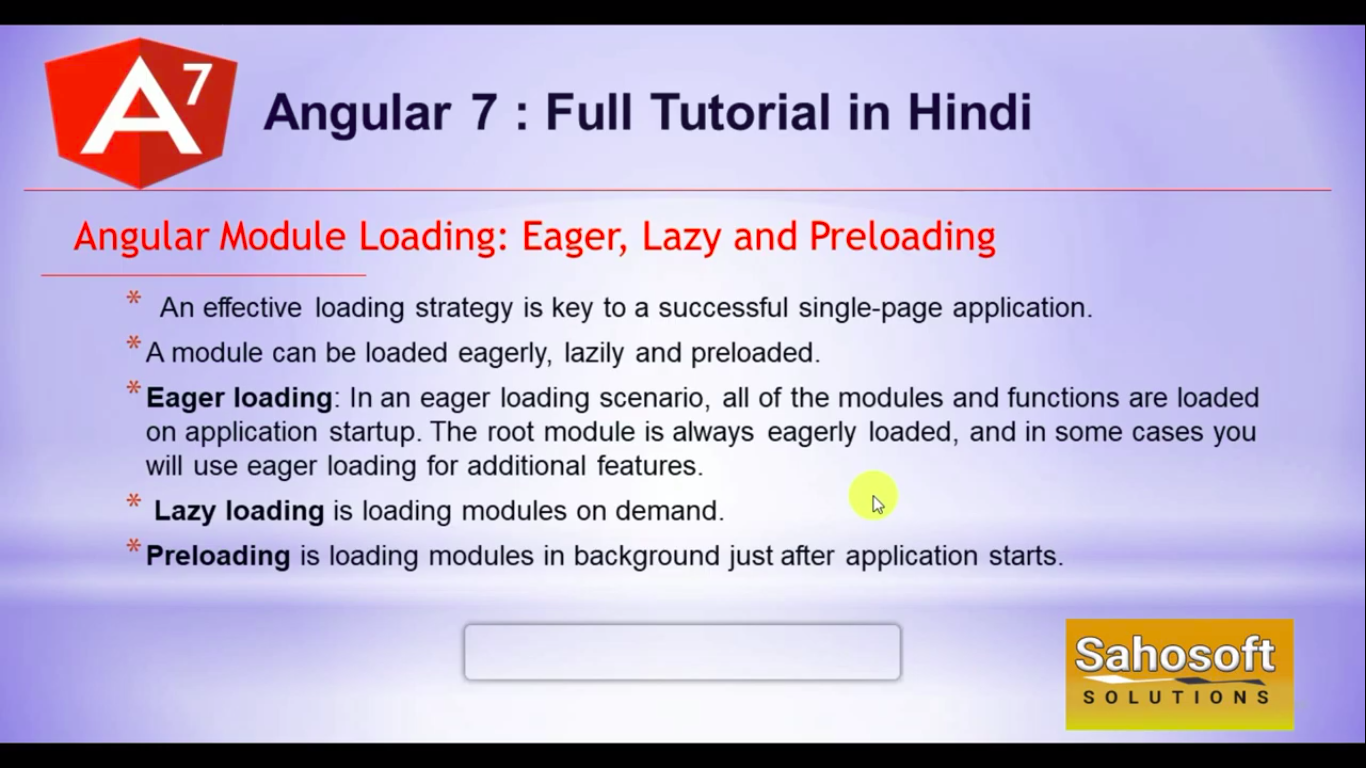 A7
Angular 7 : Full Tutorial in Hindi
Angular Module Loading: Eager, Lazy and Preloading
* An effective loading strategy is key to a successful single-page application.
* A module can be loaded eagerly, lazily and preloaded.
* Eager loading: In an eager loading scenario, all of the modules and functions are loaded
on application startup. The root module is always eagerly loaded, and in some cases you
will use eager loading for additional features.
* Lazy loading is loading modules on demand.
* Preloading is loading modules in background just after application starts.
Sahosoft
SOLUTIONS